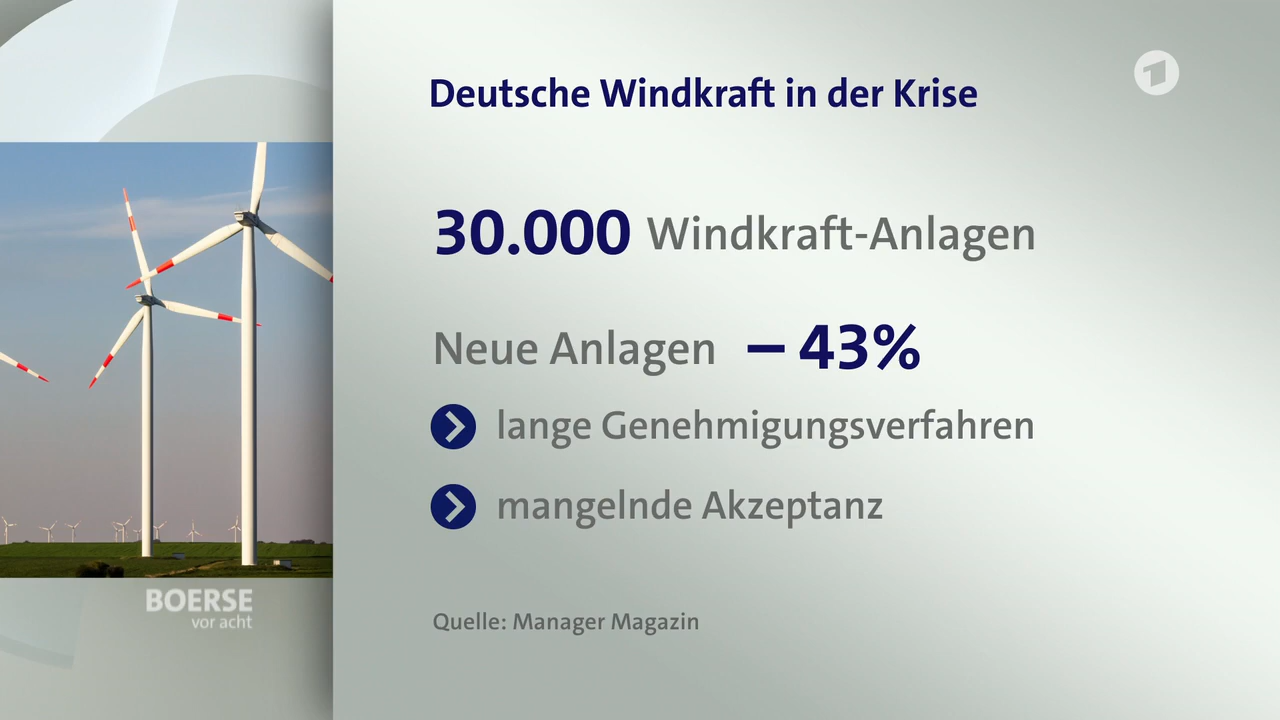 Deutsche Windkraft in der Krise
30.000 Windkraft-Anlagen
Neue Anlagen – 43%
lange Genehmigungsverfahren
mangelnde Akzeptanz
Quelle: Manager Magazin
BOERSE
vor acht
1